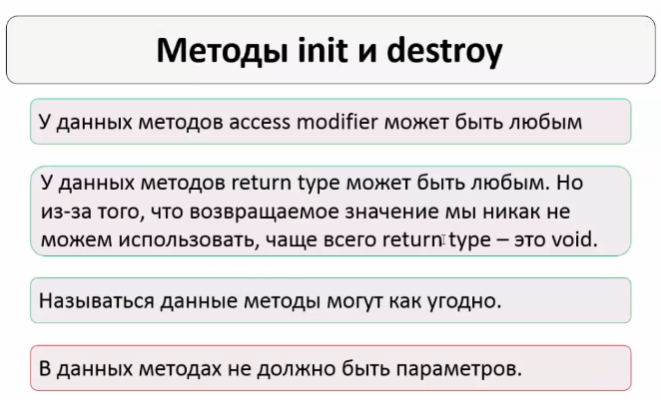 Методы init и destroy
У данных методов access modifier может быть любым
У данных методов return type может быть любым. Но
из-за того, что возвращаемое значение мы никак не
можем использовать, чаще всего return type – это void.
Называться данные методы могут как угодно.
В данных методах не должно быть параметров.